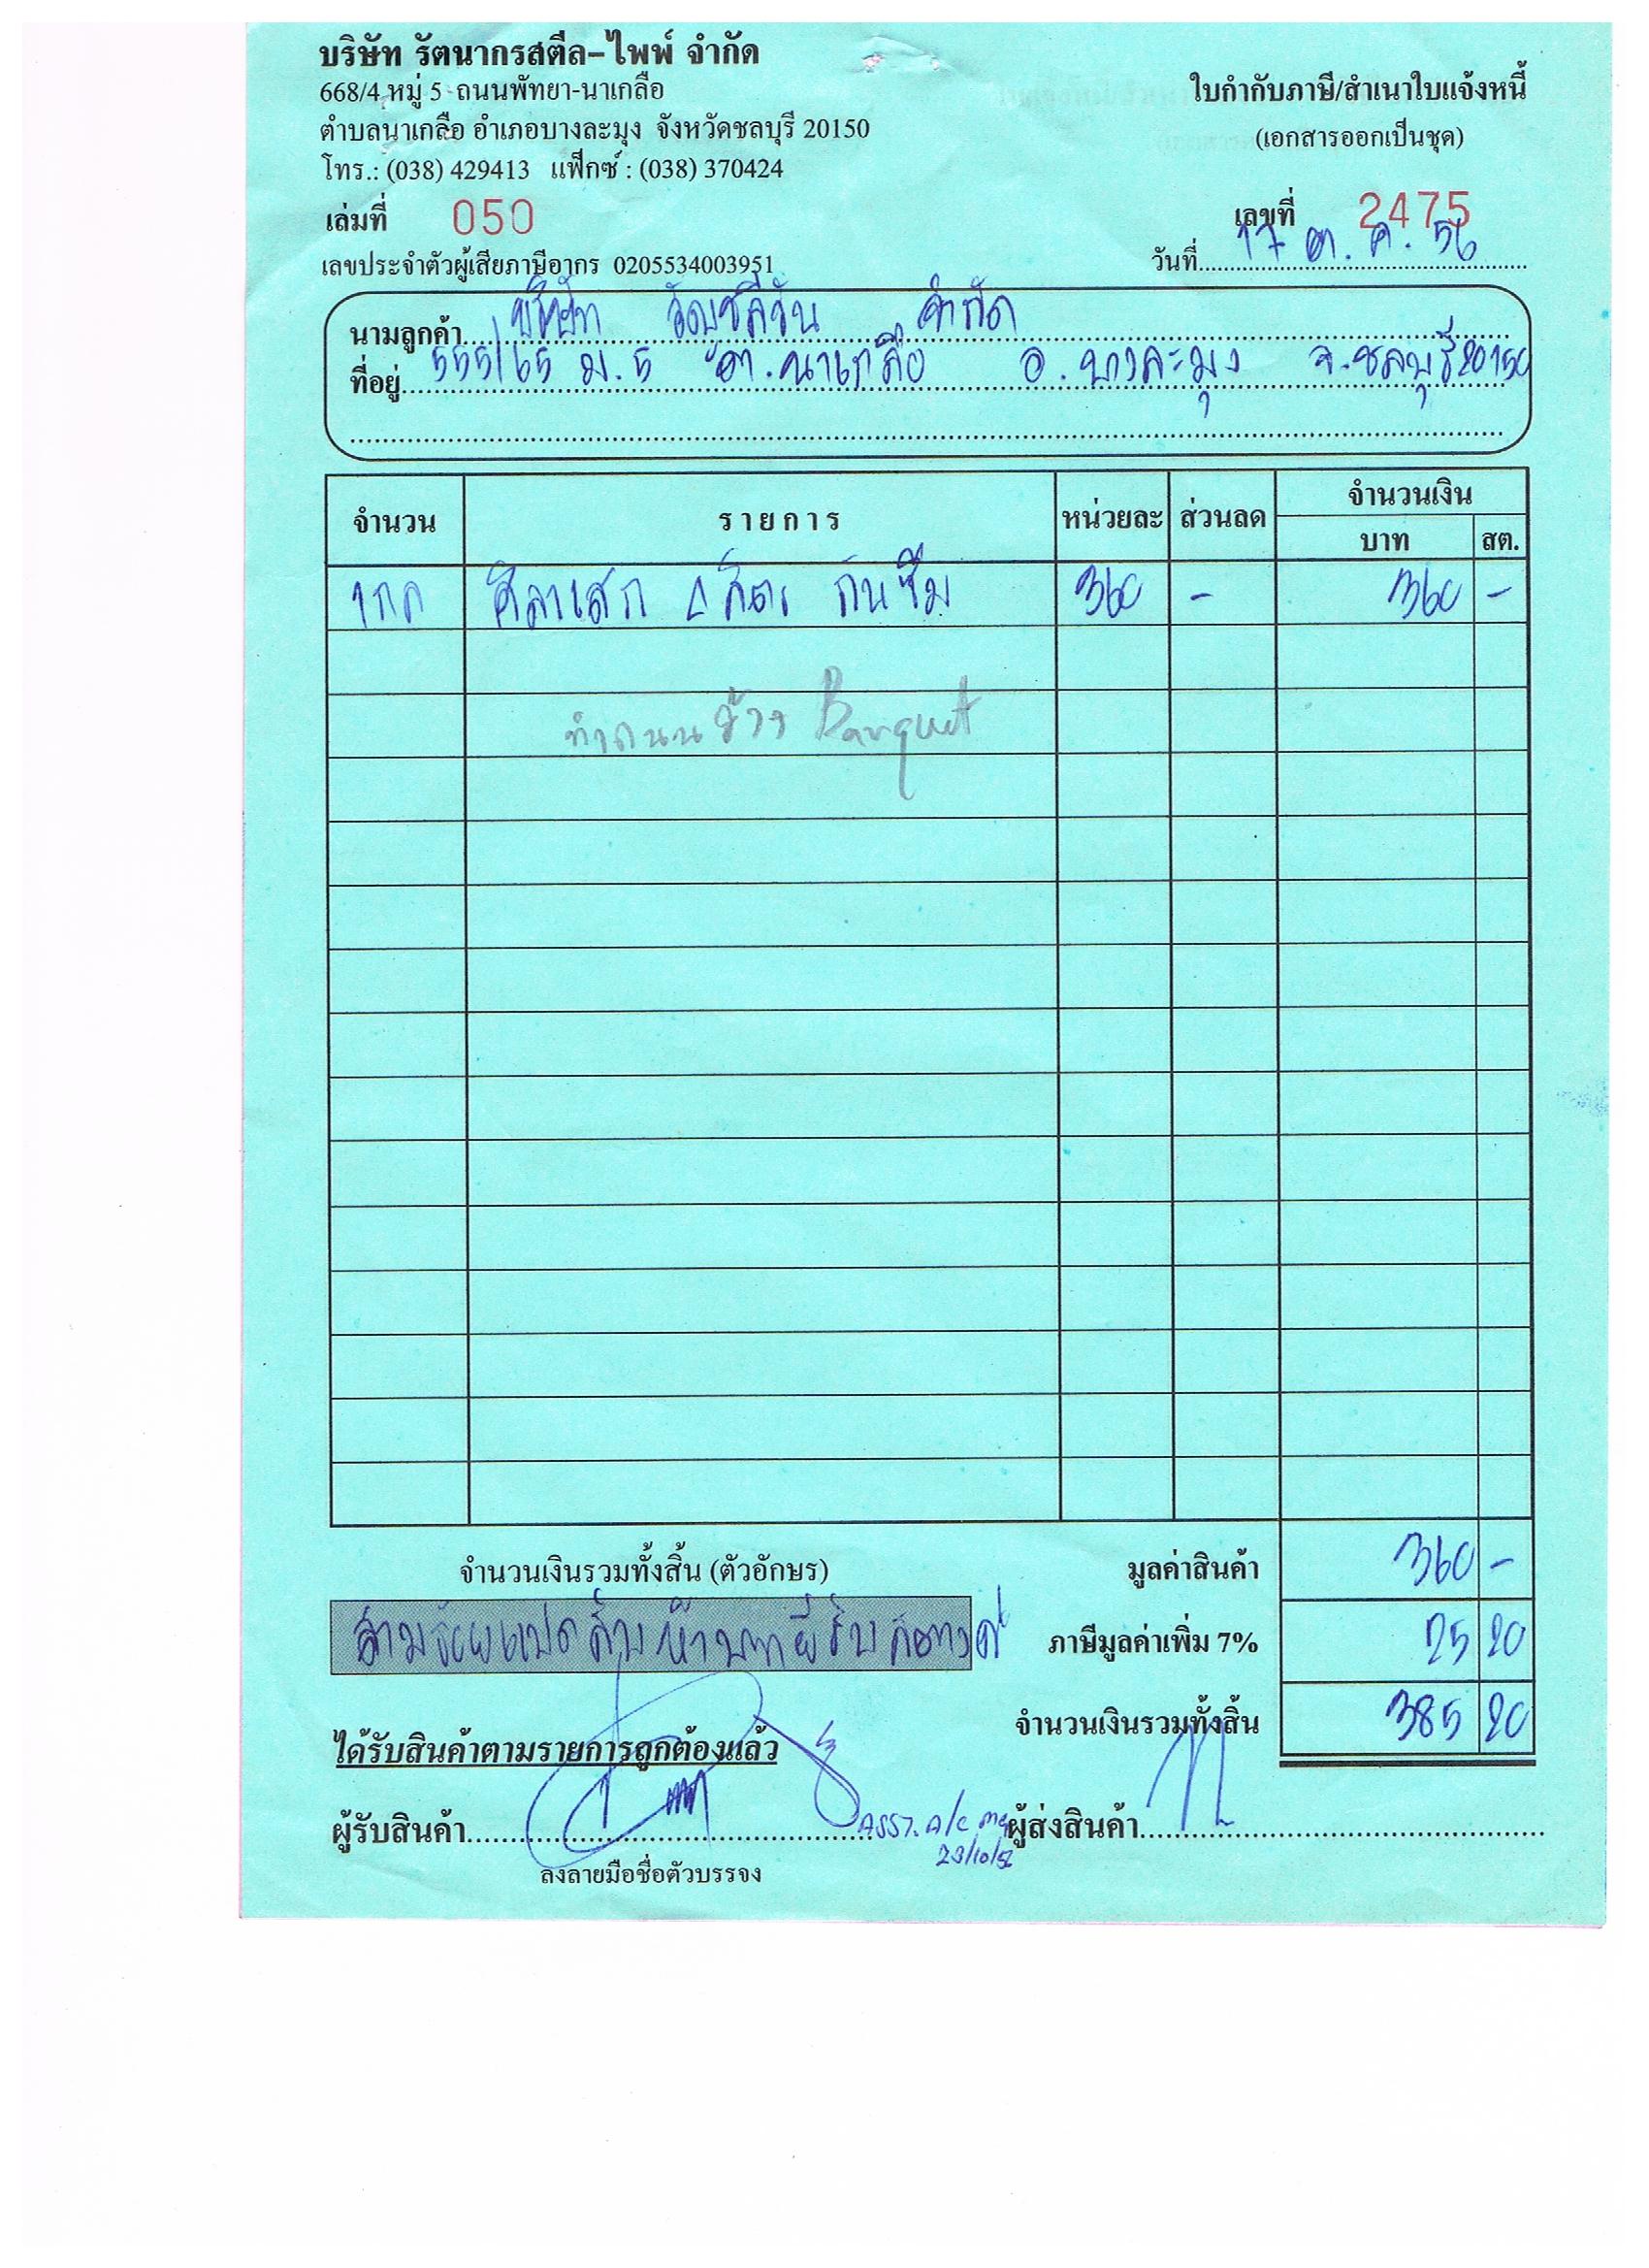 บริษัท รัตนากรสตีล-ไพพ์ จำกัด
668/4 หมู่ 5 ถนนพัทยา-นาเกลือ
ตำบลนาเกลือ อำเภอบางละมุง จังหวัดชลบุรี 20150
โทร.: (038) 429413 แฟ็กซ์ : (038) 370424
ใบกำกับภาษี/สำเนาใบแจ้งหนี้
(เอกสารออกเป็นชุด)
เล่มที่ 050
เลขที่ 2475
เลขประจำตัวผู้เสียภาษีอากร 0205534003951
วันที่ 17 ต.ค. 56
นามลูกค้า บริษัท จำกัด
ที่อยู่ 555/65 ม.5 ต.นาเกลือ อ.บางละมุง จ.ชลบุรี 20150
จำนวน รายการ หน่วยละ ส่วนลด จำนวนเงิน
บาท สต.
1 กล กันซึม 360 - 360 -
ทำถนนข้าง Banquet
จำนวนเงินรวมทั้งสิ้น (ตัวอักษร)
มูลค่าสินค้า 360 -
สามร้อยแปดสิบห้าบาทยี่สิบสตางค์
ภาษีมูลค่าเพิ่ม 7% 25 20
จำนวนเงินรวมทั้งสิ้น 385 20
ได้รับสินค้าตามรายการถูกต้องแล้ว
ผู้รับสินค้า ASST. A/C
ผู้ส่งสินค้า
23/10/56
ลงลายมือชื่อตัวบรรจง